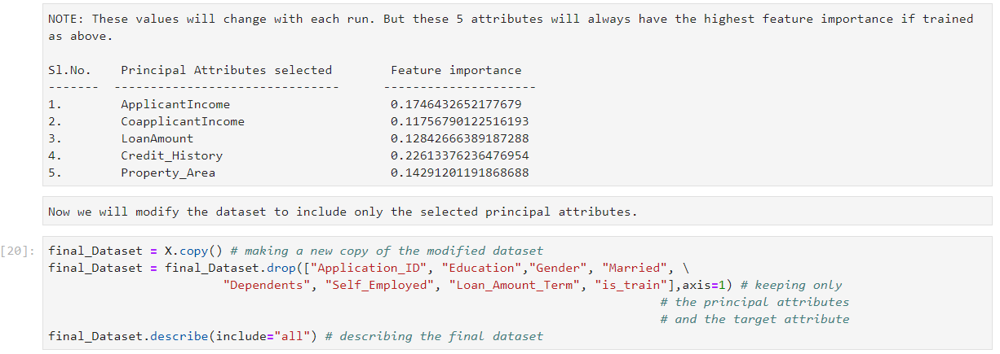 NOTE: These values will change with each run. But these 5 attributes will always have the highest feature importance if trained
as above.
Sl.No.    Principal Attributes selected        Feature importance
-------  -------------------------------      ---------------------
1.        ApplicantIncome                      0.1746432652177679
2.        CoapplicantIncome                    0.11756790122516193
3.        LoanAmount                           0.12842666389187288
4.        Credit_History                       0.22613376236476954
5.        Property_Area                        0.14291201191868688
Now we will modify the dataset to include only the selected principal attributes.
[20]: final_Dataset = X.copy() # making a new copy of the modified dataset
final_Dataset = final_Dataset.drop(["Application_ID", "Education","Gender", "Married", \
"Dependents", "Self_Employed", "Loan_Amount_Term", "is_train"],axis=1) # keeping only
# the principal attributes
# and the target attribute
final_Dataset.describe(include="all") # describing the final dataset